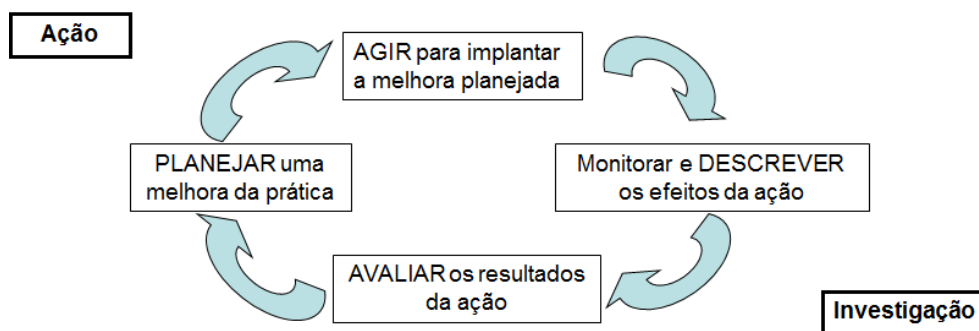 Ação
AGIR para implantar
a melhora planejada
PLANEJAR uma
melhora da prática
Monitorar e DESCREVER
os efeitos da ação
AVALIAR os resultados
da ação
Investigação